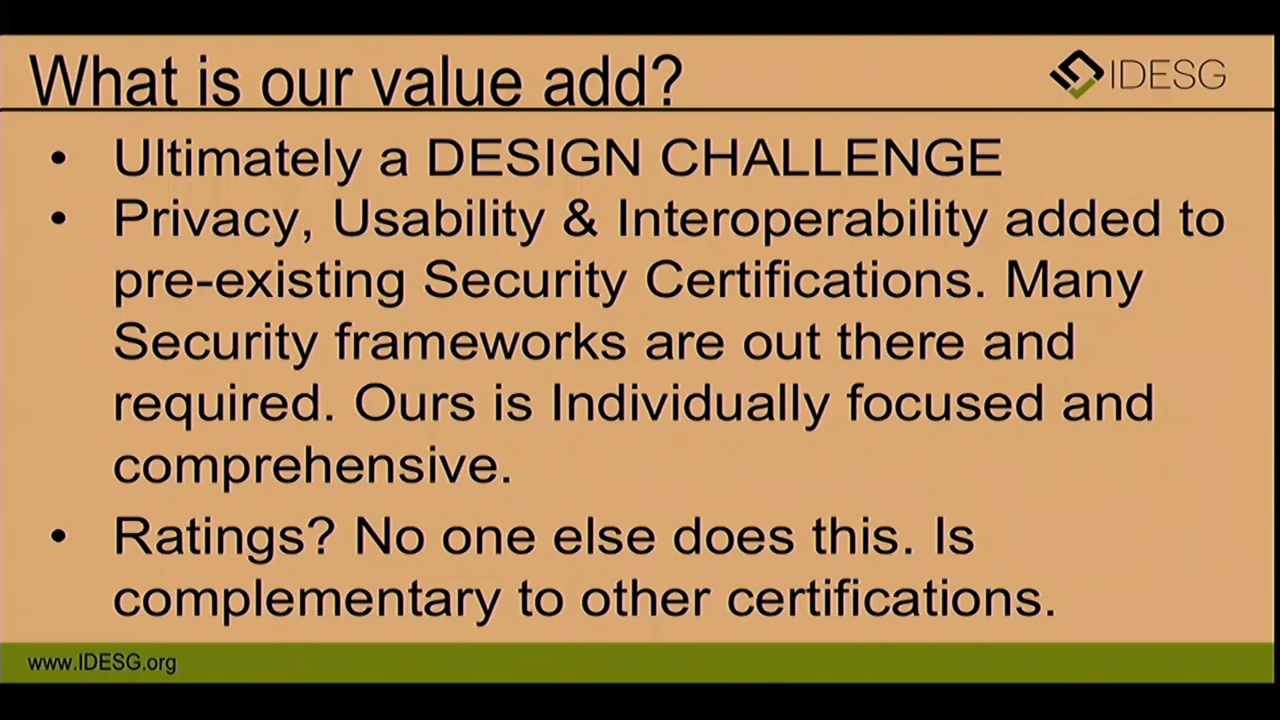 What is our value add?
IDESG
• Ultimately a DESIGN CHALLENGE
• Privacy, Usability & Interoperability added to
pre-existing Security Certifications. Many
Security frameworks are out there and
required. Ours is Individually focused and
comprehensive.
• Ratings? No one else does this. Is
complementary to other certifications.
www.IDESG.org